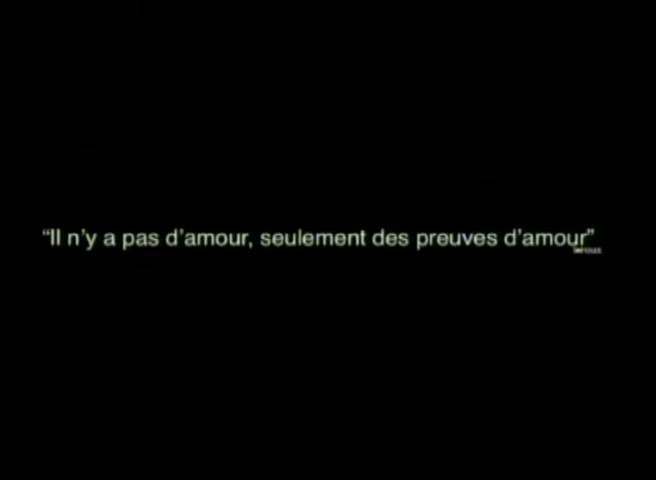 “Il n’y a pas d’amour, seulement des preuves d’amour”